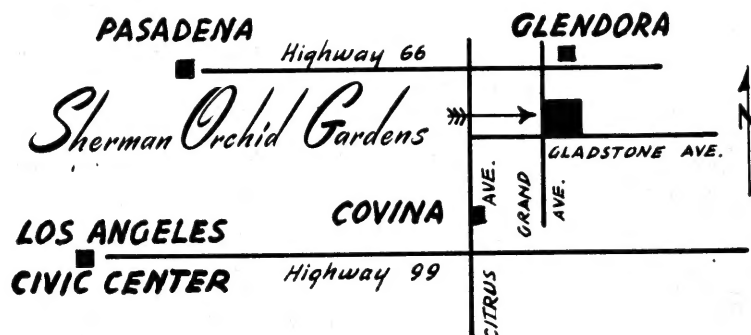 PASADENA
GLENDORA
Highway 66
Sherman Orchid Gardens
N
GLADSTONE AVE.
AVE.
GRAND
AVE.
COVINA
LOS ANGELES
CIVIC CENTER
Highway 99
CITRUS